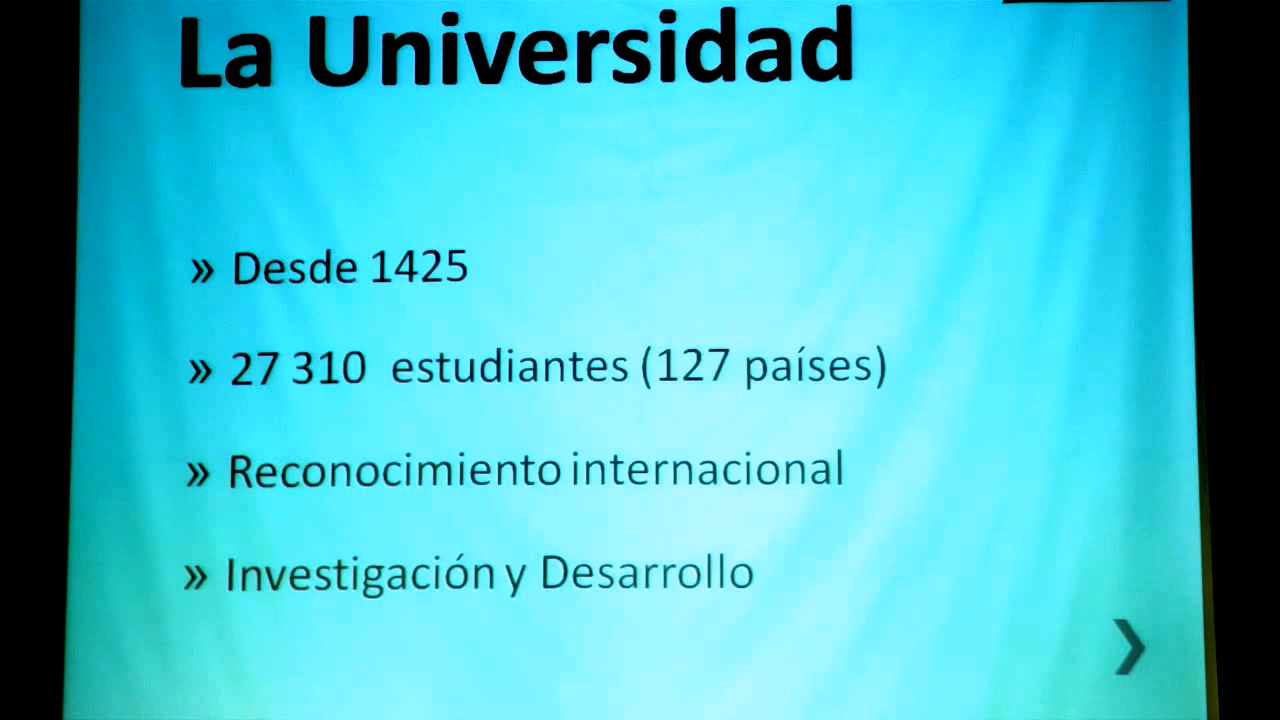 La Universidad
» Desde 1425
» 27 310 estudiantes (127 países)
» Reconocimiento internacional
» Investigación y Desarrollo